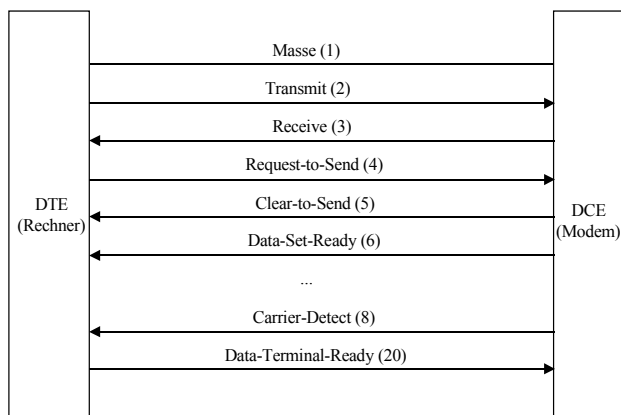 Masse (1)
Transmit (2)
Receive (3)
Request-to-Send (4)
DTE
(Rechner)
Clear-to-Send (5)
DCE
(Modem)
Data-Set-Ready (6)
...
Carrier-Detect (8)
Data-Terminal-Ready (20)